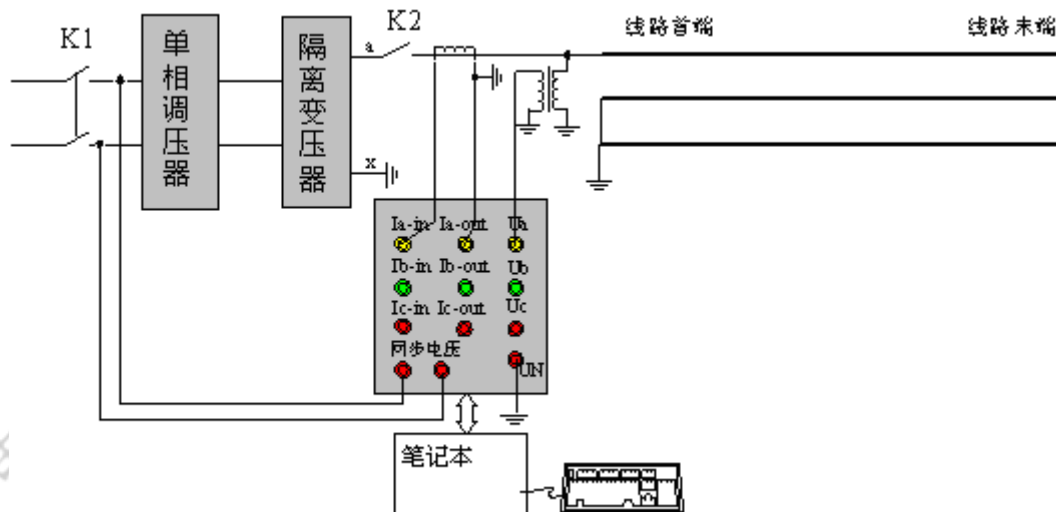 K1
单相调压器
隔离变压器
a
K2
x
线路首端
线路末端
Ia-in Ia-out Ua
Ib-in Ib-out Ub
Ic-in Ic-out Uc
同步电压
UN
笔记本